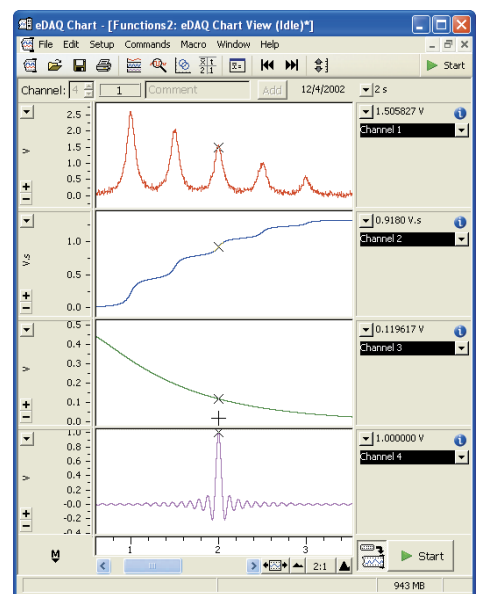 eDAQ Chart - [Functions2: eDAQ Chart View (Idle)*]
File Edit Setup Commands Macro Window Help
Start
Channel: 4 1 Comment Add 12/4/2002 2 s
2.5
2.0
1.5
1.0
0.5
0.0
V
+
-
1.505827 V
Channel 1
1.0
0.5
0.0
V.s
+
-
0.9180 V.s
Channel 2
0.5
0.4
0.3
0.2
0.1
0.0
V
+
-
0.119617 V
Channel 3
1.0
0.8
0.6
0.4
0.2
-0.0
-0.2
-0.4
V
+
-
1.000000 V
Channel 4
M
1 2 3
2:1
Start
943 MB